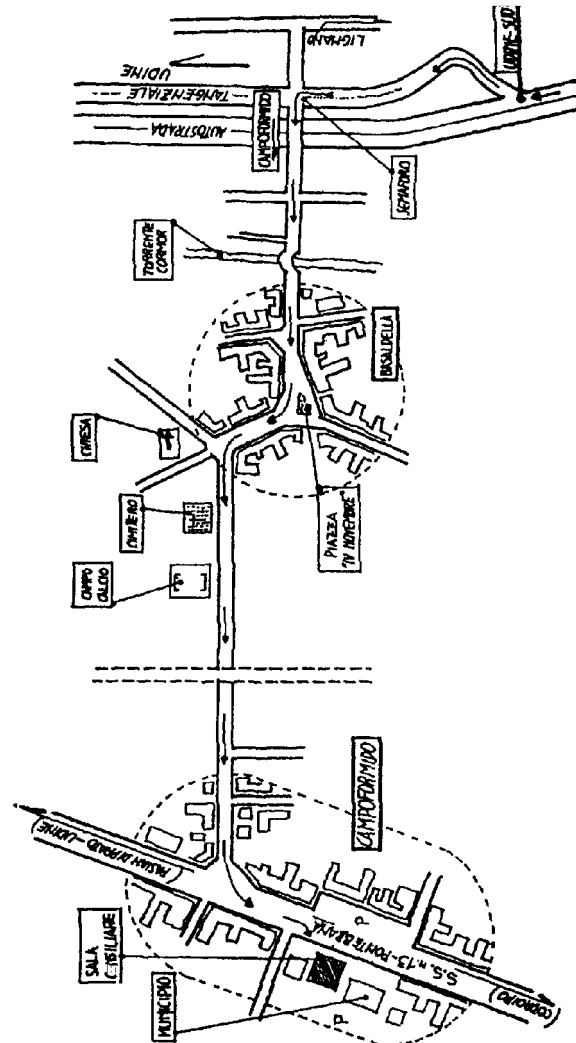 UDINE SUD
LIGNANO
UDINE
TANGENZIALE
AUTOSTRADA
CAMPOFORMIDO
SEMAFORO
TORRENTE
CORMOR
BASALDELLA
CHIESA
CIMITERO
PIAZZA
"IV NOVEMBRE"
CAMPO
CALCIO
CAMPOFORMIDO
(PASIAN DI PRATO - UDINE)
SALA
CONSILIARE
MUNICIPIO
S.S. n. 13 - PONTEBBANA
P
P
(CODROIPO)